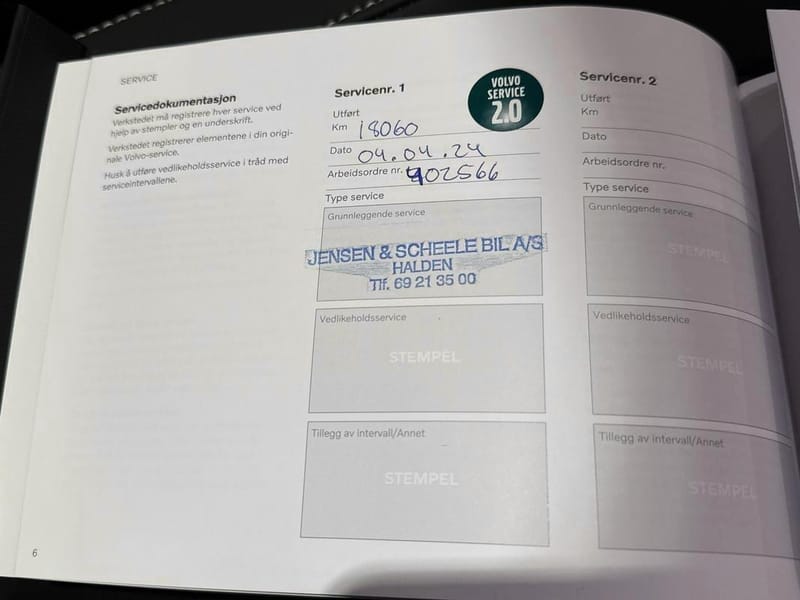 SERVICE
Servicedokumentasjon
Verkstedet må registrere hver service ved
hjelp av stempler og en underskrift.
Verkstedet registrerer elementene i din origi-
nale Volvo-service.
Husk å utføre vedlikeholdsservice i tråd med
serviceintervallene.
6
Servicenr. 1
VOLVO
SERVICE
2.0
Utført
Km 18060
Dato 04.04.24
Arbeidsordre nr. 402566
Type service
Grunnleggende service
JENSEN & SCHEELE BIL A/S
HALDEN
Tlf. 69 21 35 00
Vedlikeholdsservice
STEMPEL
Tillegg av intervall/Annet
STEMPEL
Servicenr. 2
Utført
Km
Dato
Arbeidsordre nr.
Type service
Grunnleggende service
STEMPEL
Vedlikeholdsservice
STEMPEL
Tillegg av intervall/Annet
STEMPEL